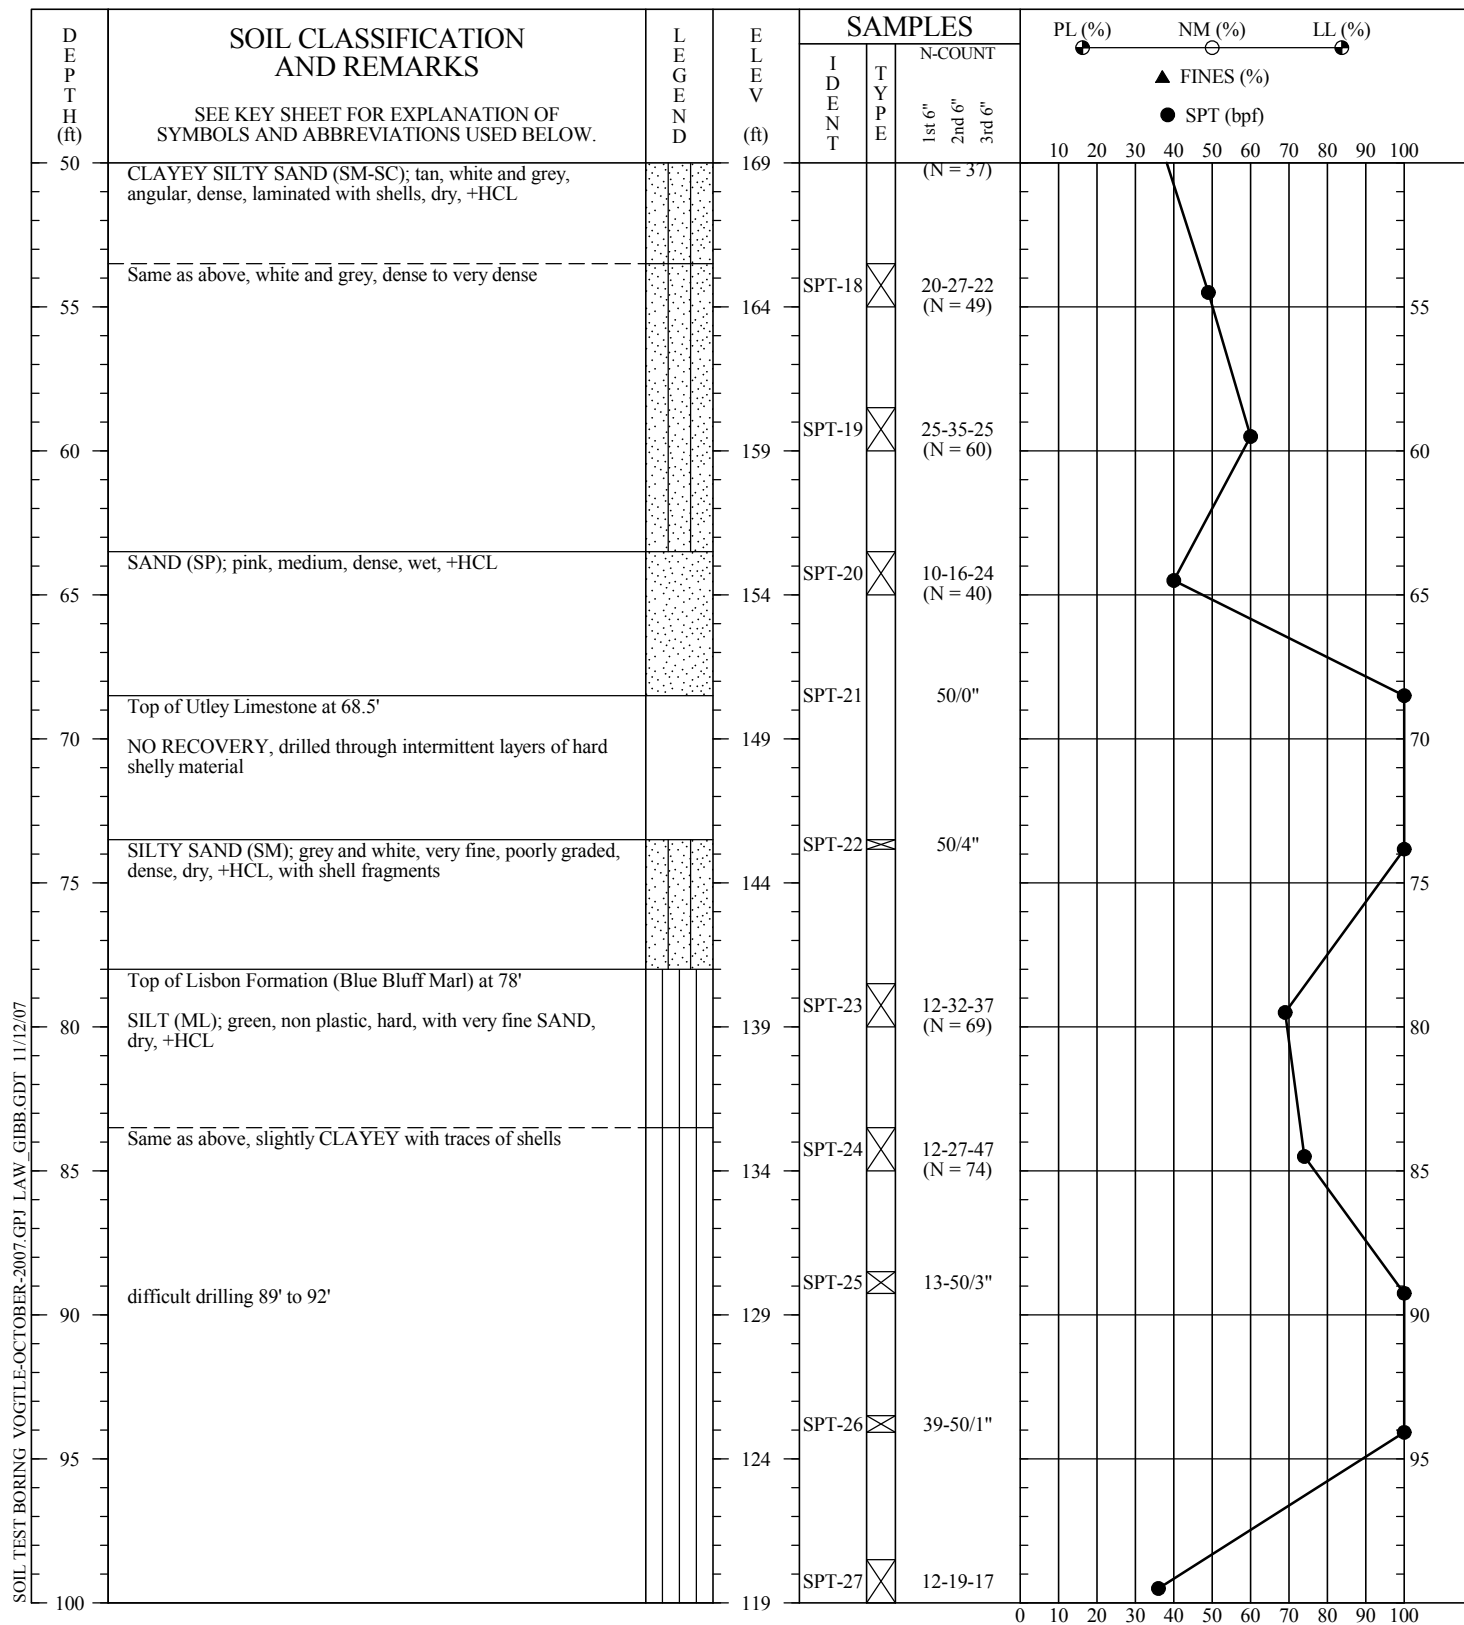 DEPTH (ft)
SOIL CLASSIFICATION
AND REMARKS
SEE KEY SHEET FOR EXPLANATION OF
SYMBOLS AND ABBREVIATIONS USED BELOW.
LEGEND
ELEV (ft)
SAMPLES
IDENT
TYPE
N-COUNT
1st 6"
2nd 6"
3rd 6"
PL (%) NM (%) LL (%)
FINES (%)
SPT (bpf)
10 20 30 40 50 60 70 80 90 100
50
CLAYEY SILTY SAND (SM-SC); tan, white and grey,
angular, dense, laminated with shells, dry, +HCL
169
(N = 37)
Same as above, white and grey, dense to very dense
SPT-18 20-27-22
(N = 49)
55 164 55
SPT-19 25-35-25
(N = 60)
60 159 60
SAND (SP); pink, medium, dense, wet, +HCL
SPT-20 10-16-24
(N = 40)
65 154 65
Top of Utley Limestone at 68.5'
SPT-21 50/0"
NO RECOVERY, drilled through intermittent layers of hard
shelly material
70 149 70
SILTY SAND (SM); grey and white, very fine, poorly graded,
dense, dry, +HCL, with shell fragments
SPT-22 50/4"
75 144 75
Top of Lisbon Formation (Blue Bluff Marl) at 78'
SILT (ML); green, non plastic, hard, with very fine SAND,
dry, +HCL
SPT-23 12-32-37
(N = 69)
80 139 80
Same as above, slightly CLAYEY with traces of shells
SPT-24 12-27-47
(N = 74)
85 134 85
SPT-25 13-50/3"
difficult drilling 89' to 92'
90 129 90
SPT-26 39-50/1"
95 124 95
SPT-27 12-19-17
100 119
0 10 20 30 40 50 60 70 80 90 100
SOIL TEST BORING VOGTLE-OCTOBER-2007.GPJ LAW_GIBB.GDT 11/12/07